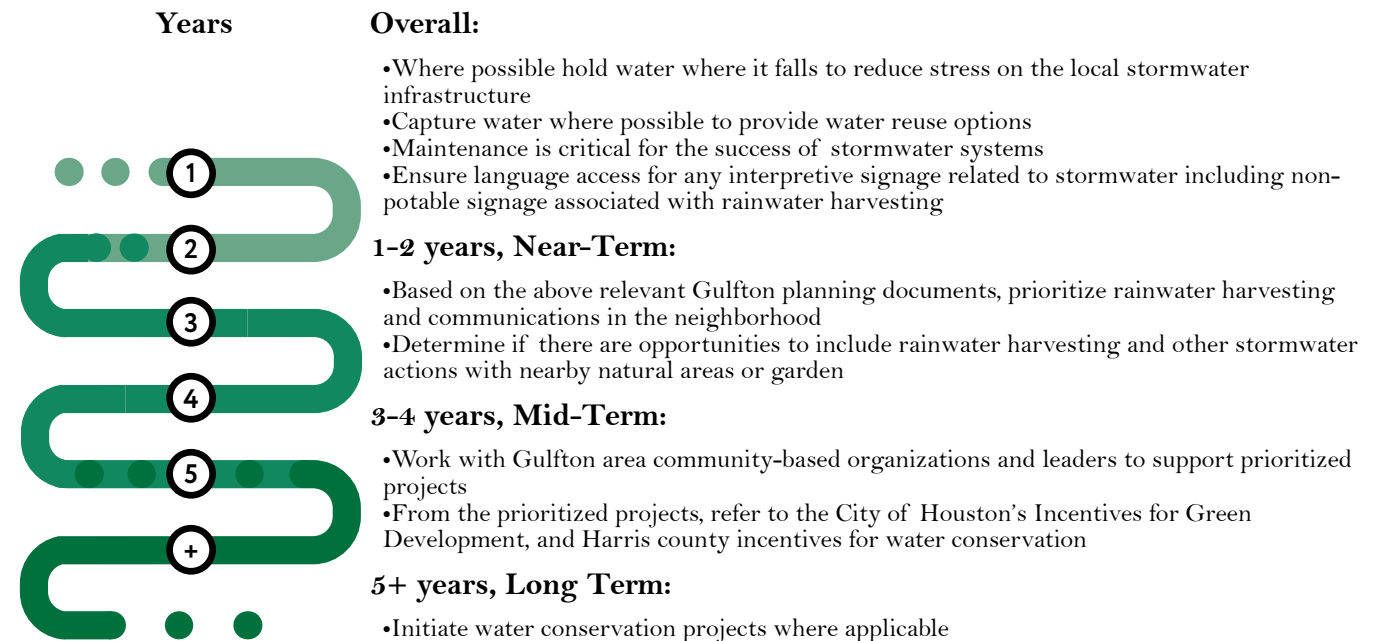 Years
Overall:
•Where possible hold water where it falls to reduce stress on the local stormwater
infrastructure
•Capture water where possible to provide water reuse options
•Maintenance is critical for the success of stormwater systems
•Ensure language access for any interpretive signage related to stormwater including non-
potable signage associated with rainwater harvesting
1
2
3
4
5
+
1-2 years, Near-Term:
•Based on the above relevant Gulfton planning documents, prioritize rainwater harvesting
and communications in the neighborhood
•Determine if there are opportunities to include rainwater harvesting and other stormwater
actions with nearby natural areas or garden
3-4 years, Mid-Term:
•Work with Gulfton area community-based organizations and leaders to support prioritized
projects
•From the prioritized projects, refer to the City of Houston's Incentives for Green
Development, and Harris county incentives for water conservation
5+ years, Long Term:
•Initiate water conservation projects where applicable